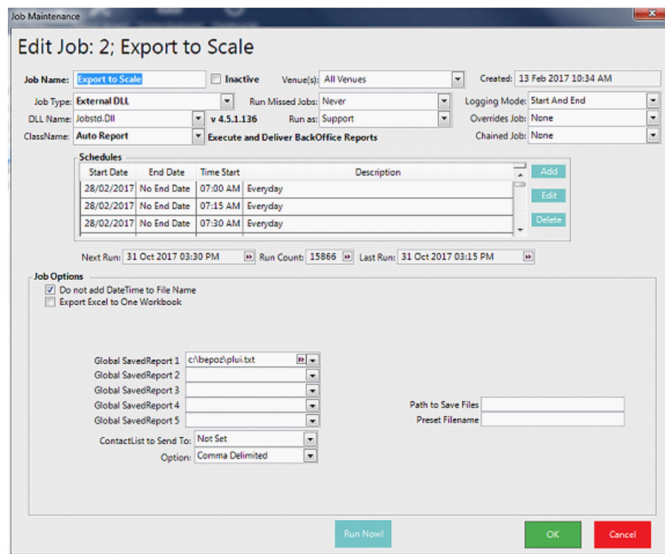 Job Maintenance
Edit Job: 2; Export to Scale
Job Name: Export to Scale Inactive Venue(s): All Venues Created: 13 Feb 2017 10:34 AM
Job Type: External DLL Run Missed Jobs: Never Logging Mode: Start And End
DLL Name: Jobstd.Dll v 4.5.1.136 Run as: Support Overrides Job: None
ClassName: Auto Report Execute and Deliver BackOffice Reports Chained Job: None
Schedules
Start Date End Date Time Start Description
28/02/2017 No End Date 07:00 AM Everyday
28/02/2017 No End Date 07:15 AM Everyday
28/02/2017 No End Date 07:30 AM Everyday
Add
Edit
Delete
Next Run: 31 Oct 2017 03:30 PM Run Count: 15866 Last Run: 31 Oct 2017 03:15 PM
Job Options
Do not add DateTime to File Name
Export Excel to One Workbook
Global SavedReport 1 c:\bepoz\plui.txt
Global SavedReport 2
Global SavedReport 3
Global SavedReport 4 Path to Save Files
Global SavedReport 5 Preset Filename
ContactList to Send To: Not Set
Option: Comma Delimited
Run Now! OK Cancel